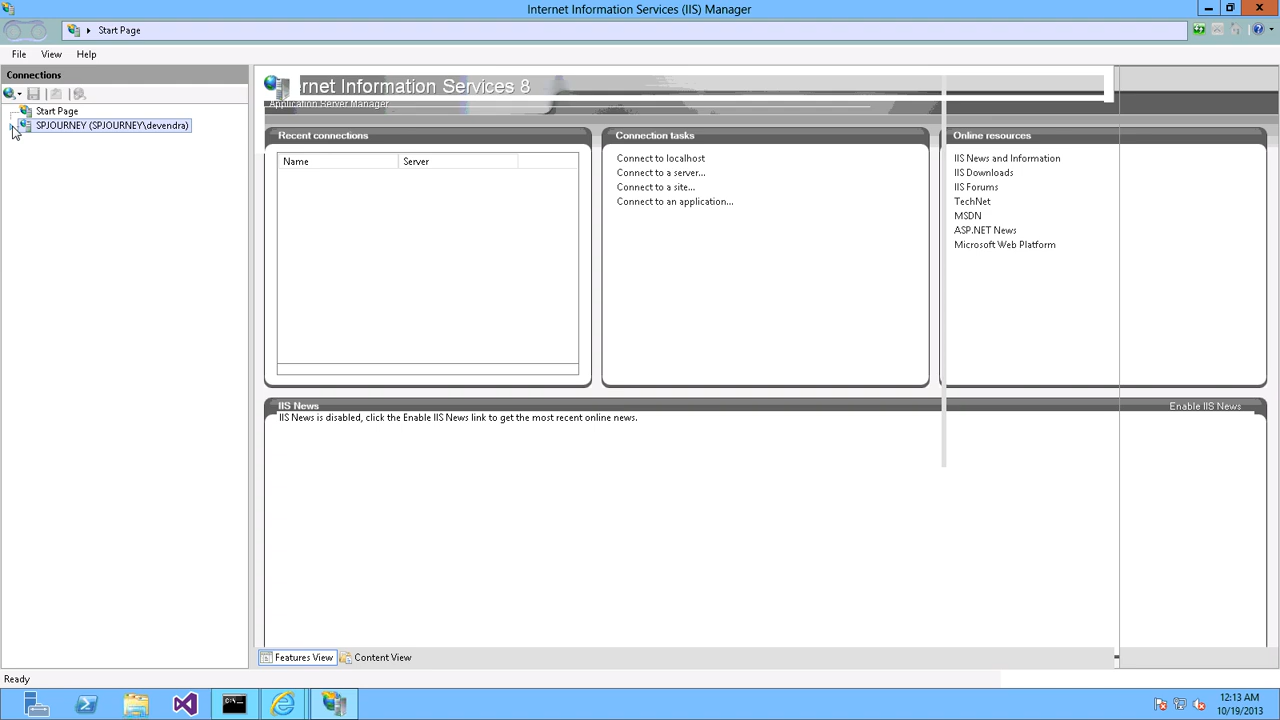 Internet Information Services (IIS) Manager
Start Page
File View Help
Connections
Start Page
SPJOURNEY (SPJOURNEY\devendra)
ernet Information Services 8
Application Server Manager
Recent connections
Name Server
Connection tasks
Connect to localhost
Connect to a server...
Connect to a site...
Connect to an application...
Online resources
IIS News and Information
IIS Downloads
IIS Forums
TechNet
MSDN
ASP.NET News
Microsoft Web Platform
IIS News
Enable IIS News
IIS News is disabled, click the Enable IIS News link to get the most recent online news.
Features View Content View
Ready
12:13 AM
10/19/2013